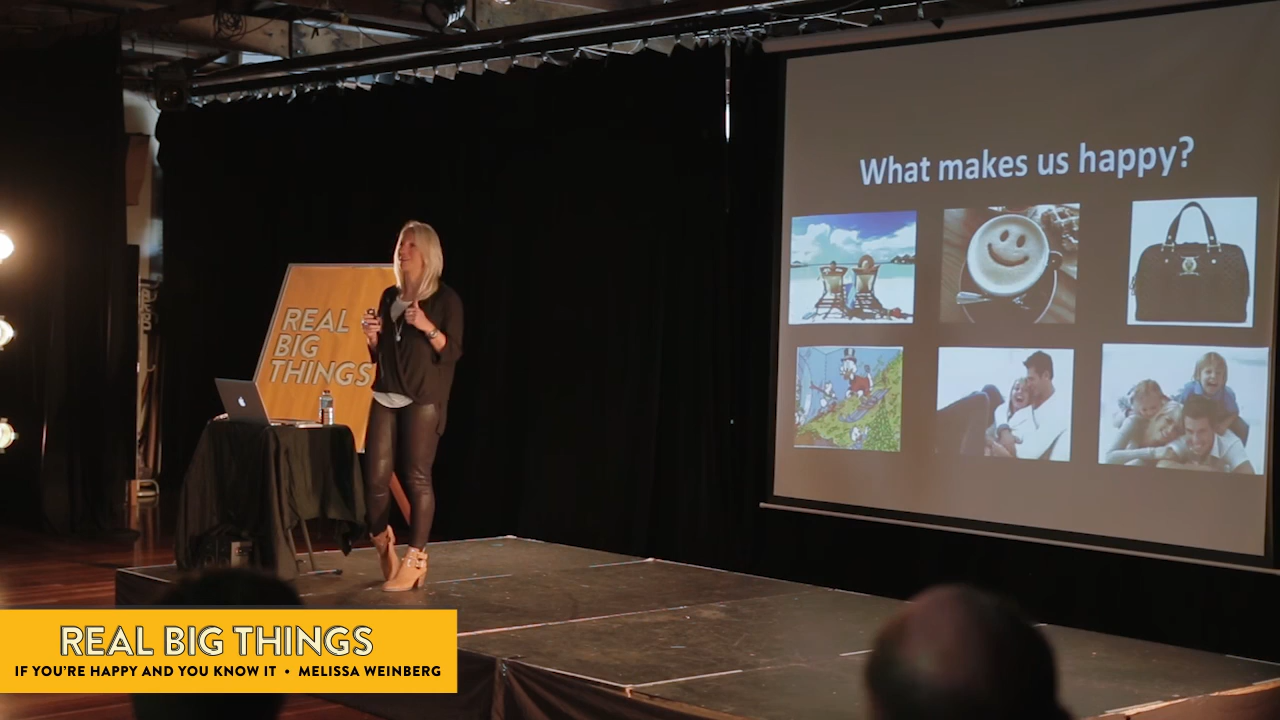 What makes us happy?
REAL
BIG
THINGS
REAL BIG THINGS
IF YOU'RE HAPPY AND YOU KNOW IT • MELISSA WEINBERG